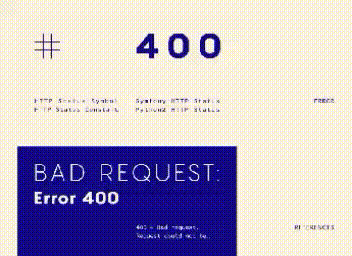 # 400
HTTP Status Symbol Symfony HTTP Status ERROR
HTTP Status Constant Python2 HTTP Status
BAD REQUEST:
Error 400
400 = Bad request.
Request could not be
REFERENCES